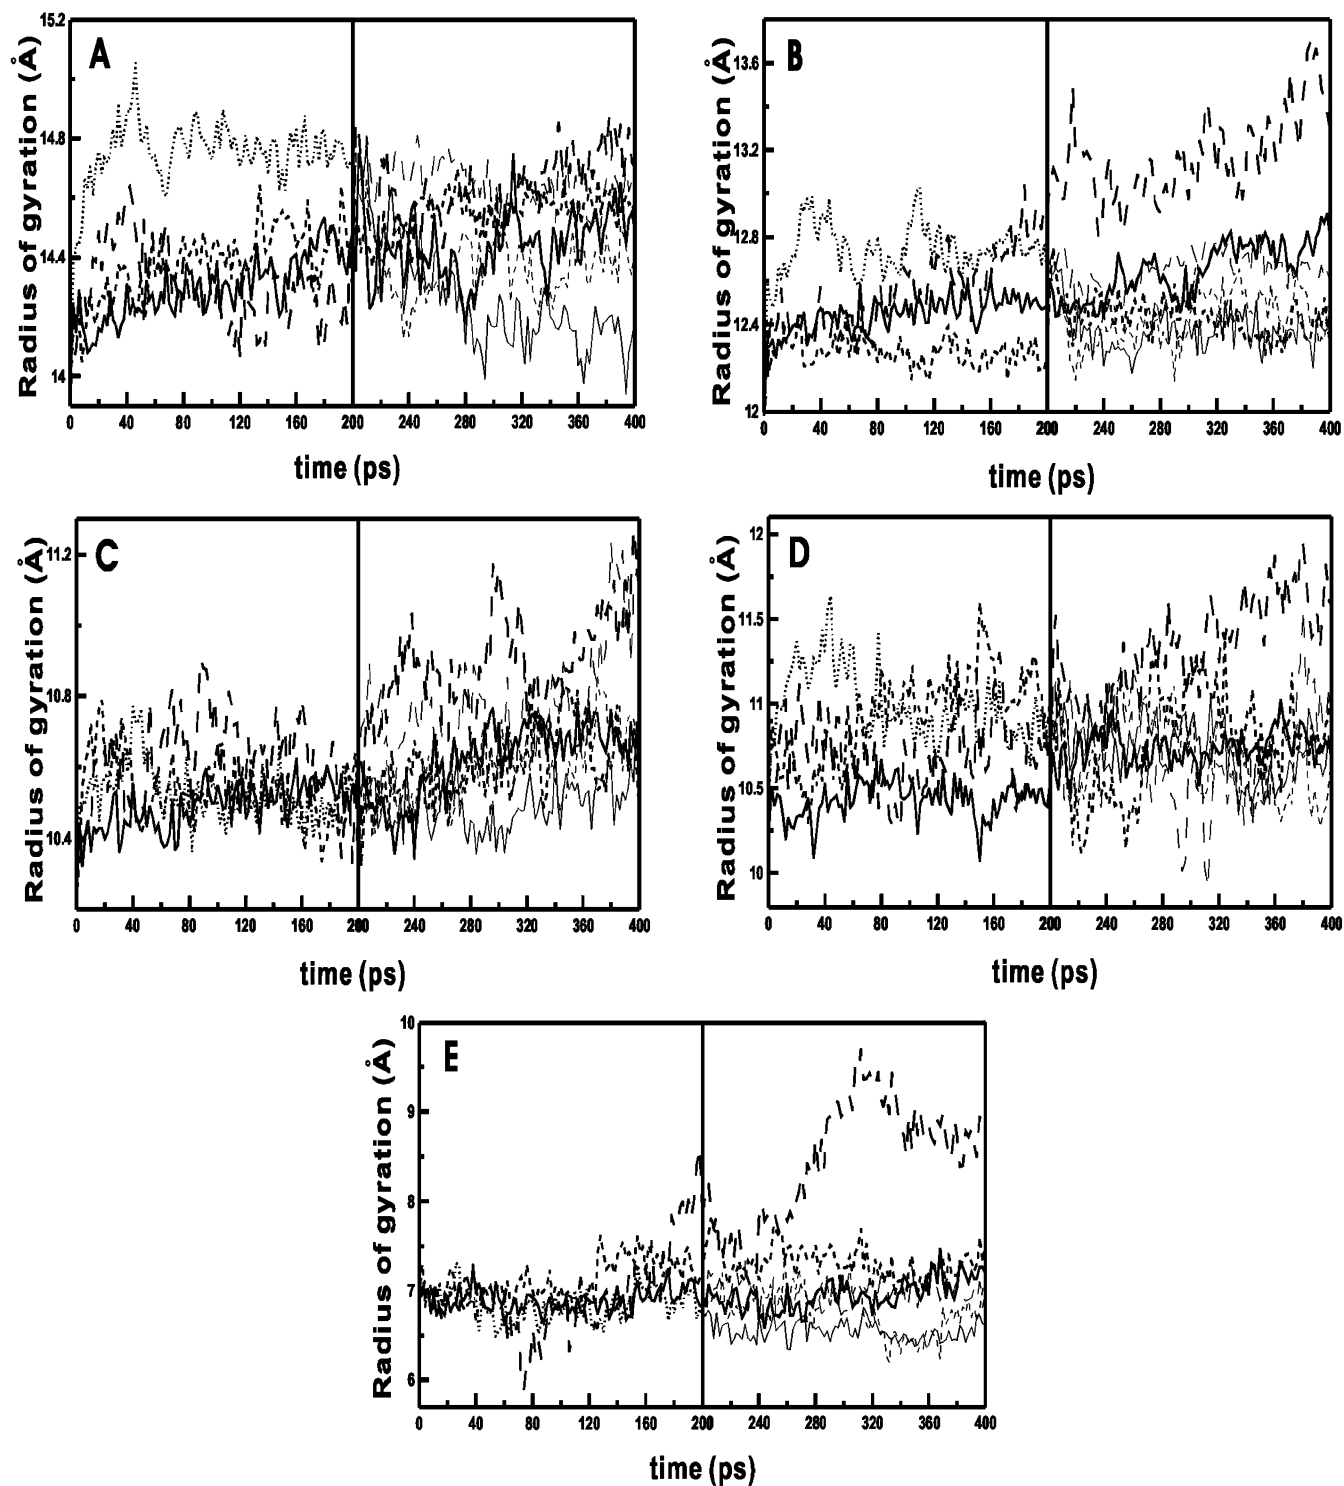 A
Radius of gyration (Å)
15.2
14.8
14.4
14
0 40 80 120 160 200 240 280 320 360 400
time (ps)
B
Radius of gyration (Å)
13.6
13.2
12.8
12.4
12
0 40 80 120 160 200 240 280 320 360 400
time (ps)
C
Radius of gyration (Å)
11.2
10.8
10.4
0 40 80 120 160 200 240 280 320 360 400
time (ps)
D
Radius of gyration (Å)
12
11.5
11
10.5
10
0 40 80 120 160 200 240 280 320 360 400
time (ps)
E
Radius of gyration (Å)
10
9
8
7
6
0 40 80 120 160 200 240 280 320 360 400
time (ps)